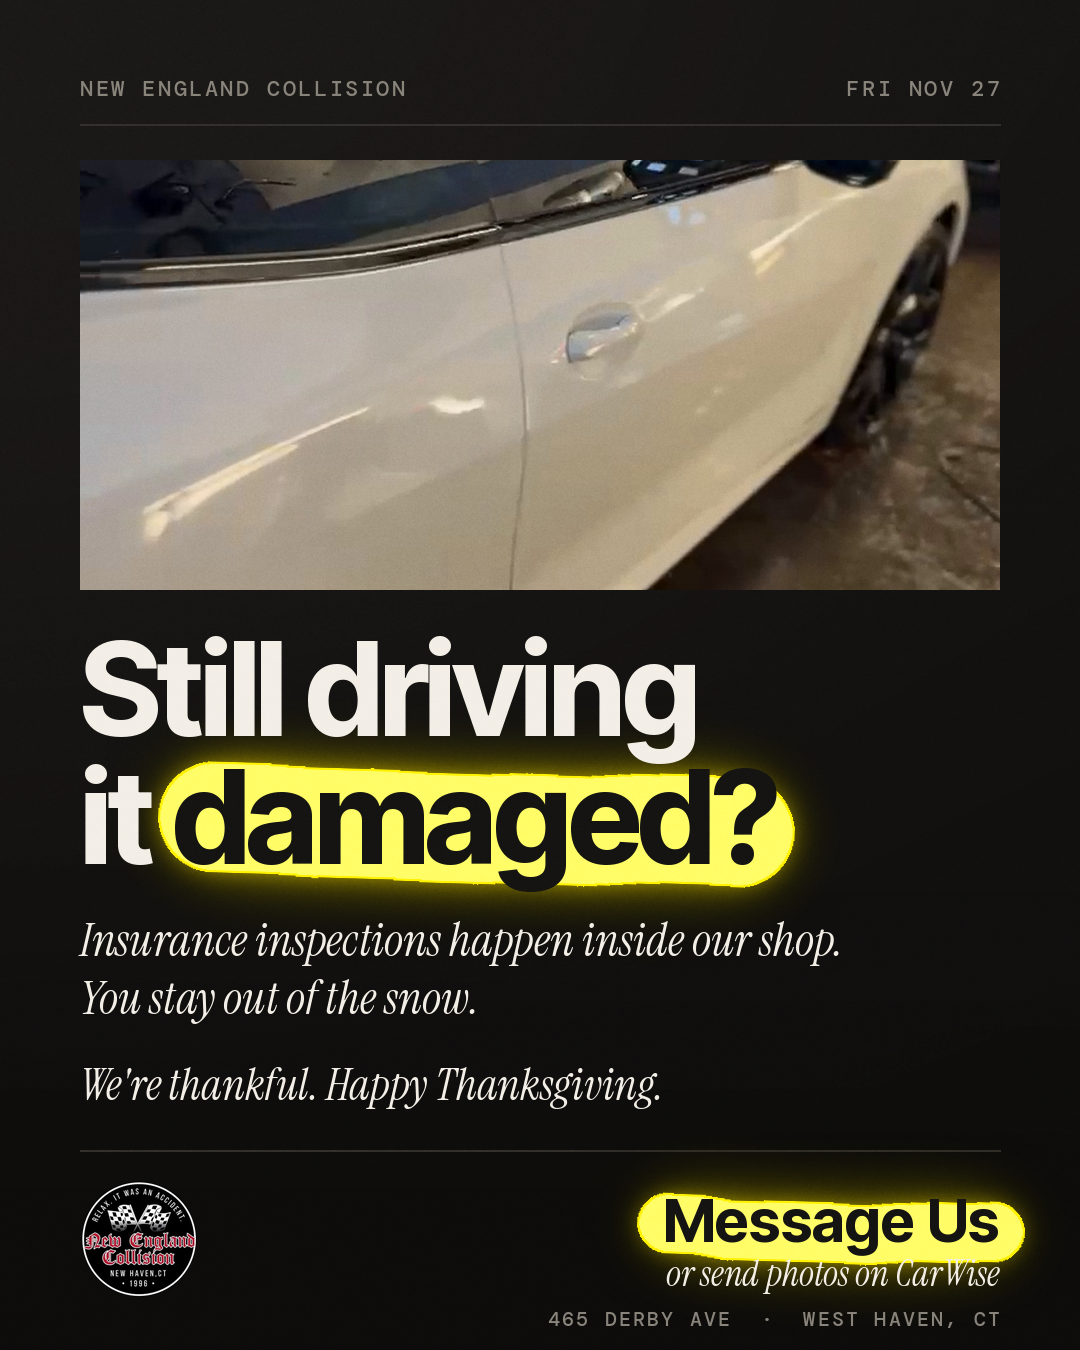 NEW ENGLAND COLLISION
FRI NOV 27
Still driving
it damaged?
Insurance inspections happen inside our shop.
You stay out of the snow.
We're thankful. Happy Thanksgiving.
RELAX, IT WAS AN ACCIDENT.
New England
Collision
NEW HAVEN, CT
• 1996 •
Message Us
or send photos on CarWise
465 DERBY AVE · WEST HAVEN, CT